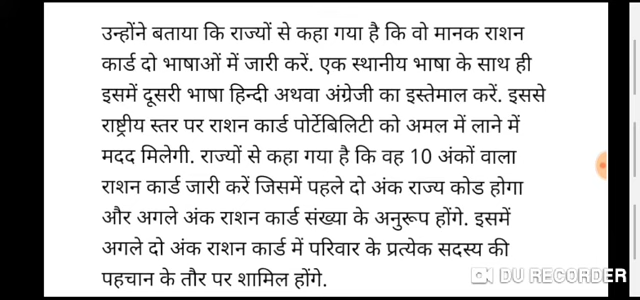 उन्होंने बताया कि राज्यों से कहा गया है कि वो मानक राशन
कार्ड दो भाषाओं में जारी करें. एक स्थानीय भाषा के साथ ही
इसमें दूसरी भाषा हिन्दी अथवा अंग्रेजी का इस्तेमाल करें. इससे
राष्ट्रीय स्तर पर राशन कार्ड पोर्टेबिलिटी को अमल में लाने में
मदद मिलेगी. राज्यों से कहा गया है कि वह 10 अंकों वाला
राशन कार्ड जारी करें जिसमें पहले दो अंक राज्य कोड होगा
और अगले अंक राशन कार्ड संख्या के अनुरूप होंगे. इसमें
अगले दो अंक राशन कार्ड में परिवार के प्रत्येक सदस्य की
पहचान के तौर पर शामिल होंगे.
DU RECORDER